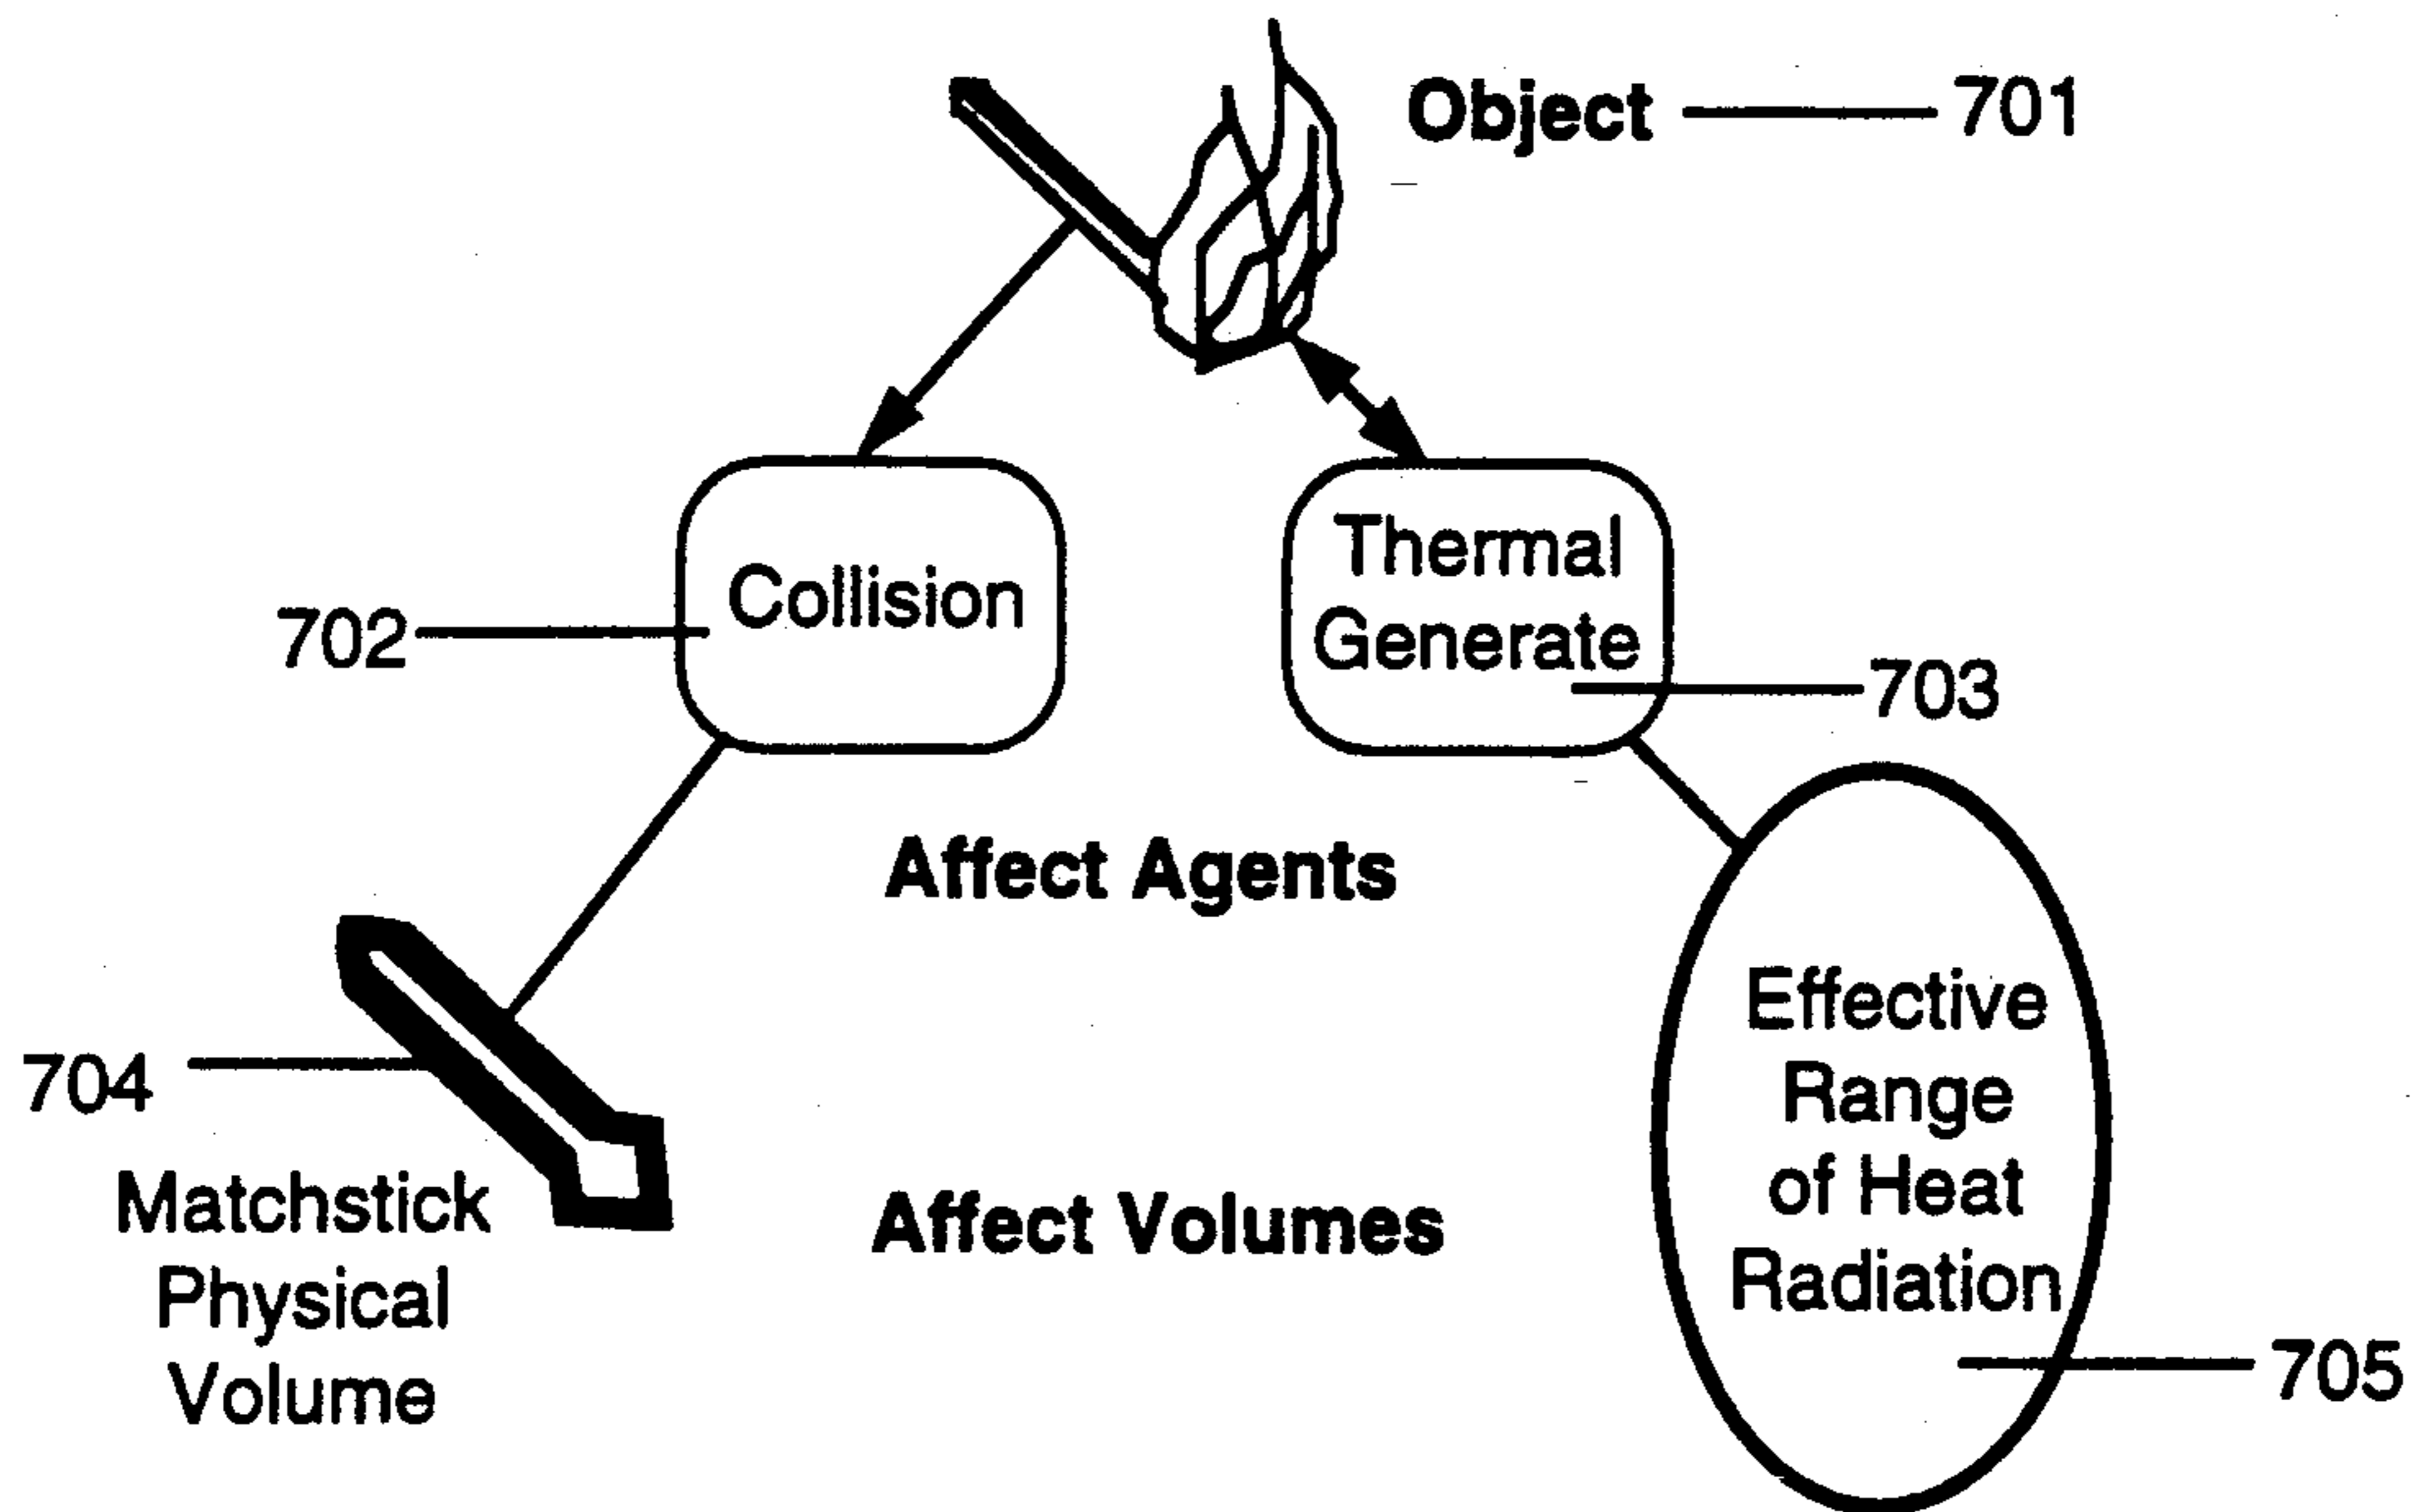 Object 701
Collision
Thermal
Generate
702
703
Affect Agents
704
Matchstick
Physical
Volume
Affect Volumes
Effective
Range
of Heat
Radiation
705